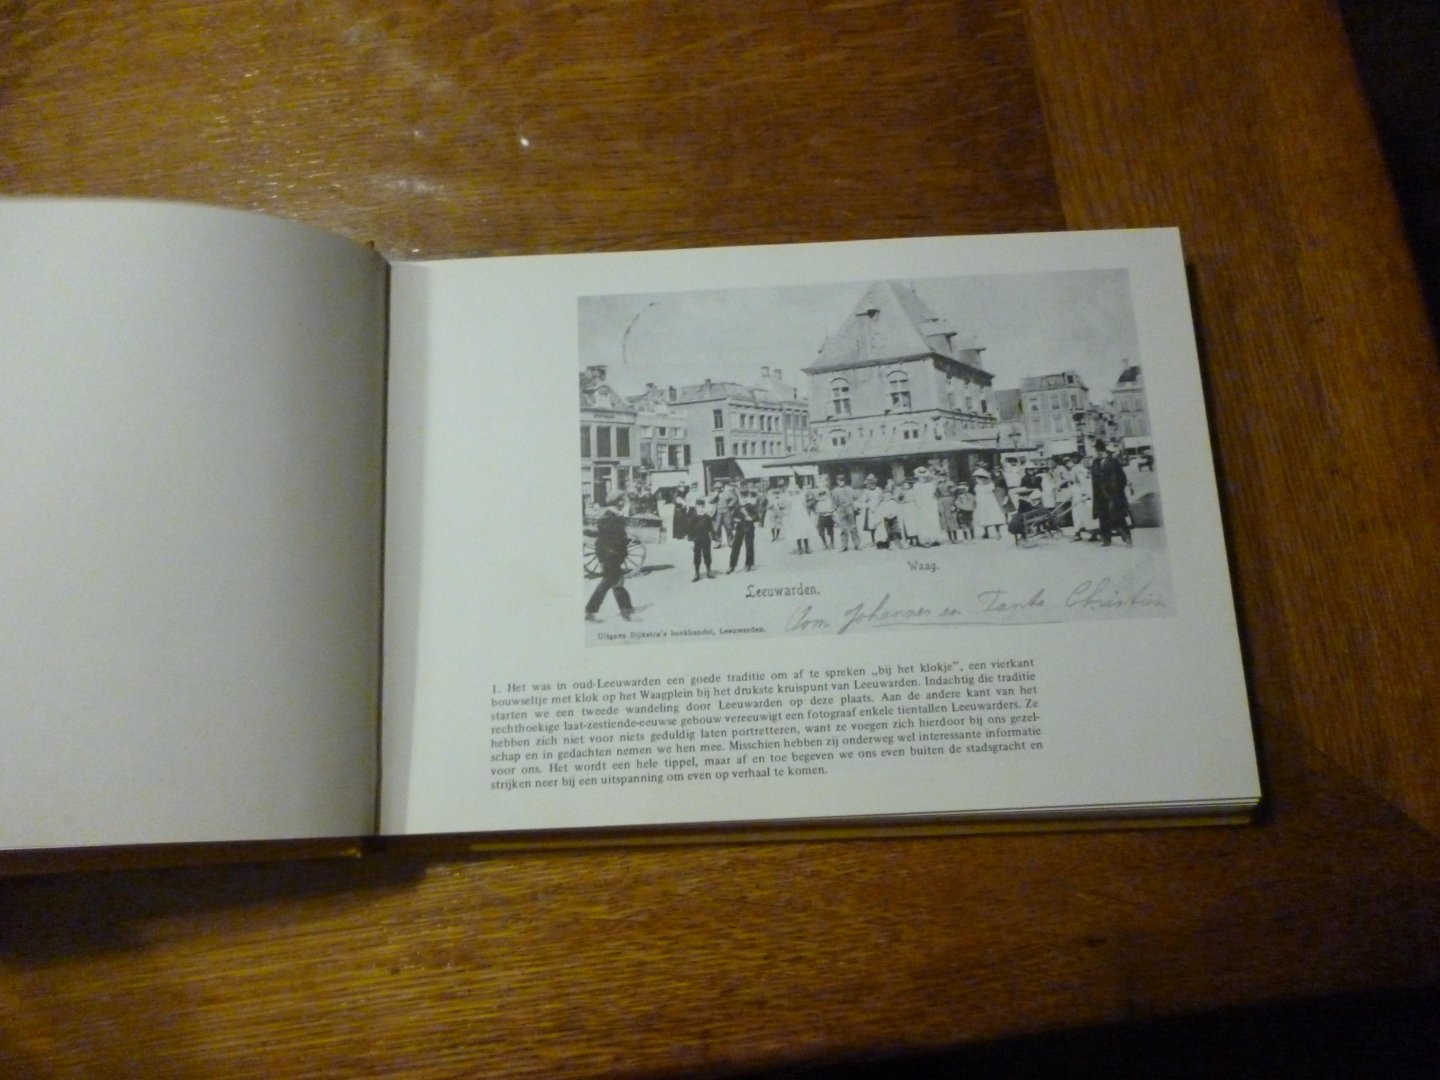 Waag.
Leeuwarden.
Oom Johannes en Tante Christina
Uitgave Dijkstra's boekhandel, Leeuwarden.
1. Het was in oud-Leeuwarden een goede traditie om af te spreken „bij het klokje”, een vierkant
bouwseltje met klok op het Waagplein bij het drukste kruispunt van Leeuwarden. Indachtig die traditie
starten we een tweede wandeling door Leeuwarden op deze plaats. Aan de andere kant van het
rechthoekige laat-zestiende-eeuwse gebouw vereeuwigt een fotograaf enkele tientallen Leeuwarders. Ze
hebben zich niet voor niets geduldig laten portretteren, want ze voegen zich hierdoor bij ons gezel-
schap en in gedachten nemen we hen mee. Misschien hebben zij onderweg wel interessante informatie
voor ons. Het wordt een hele tippel, maar af en toe begeven we ons even buiten de stadsgracht en
strijken neer bij een uitspanning om even op verhaal te komen.